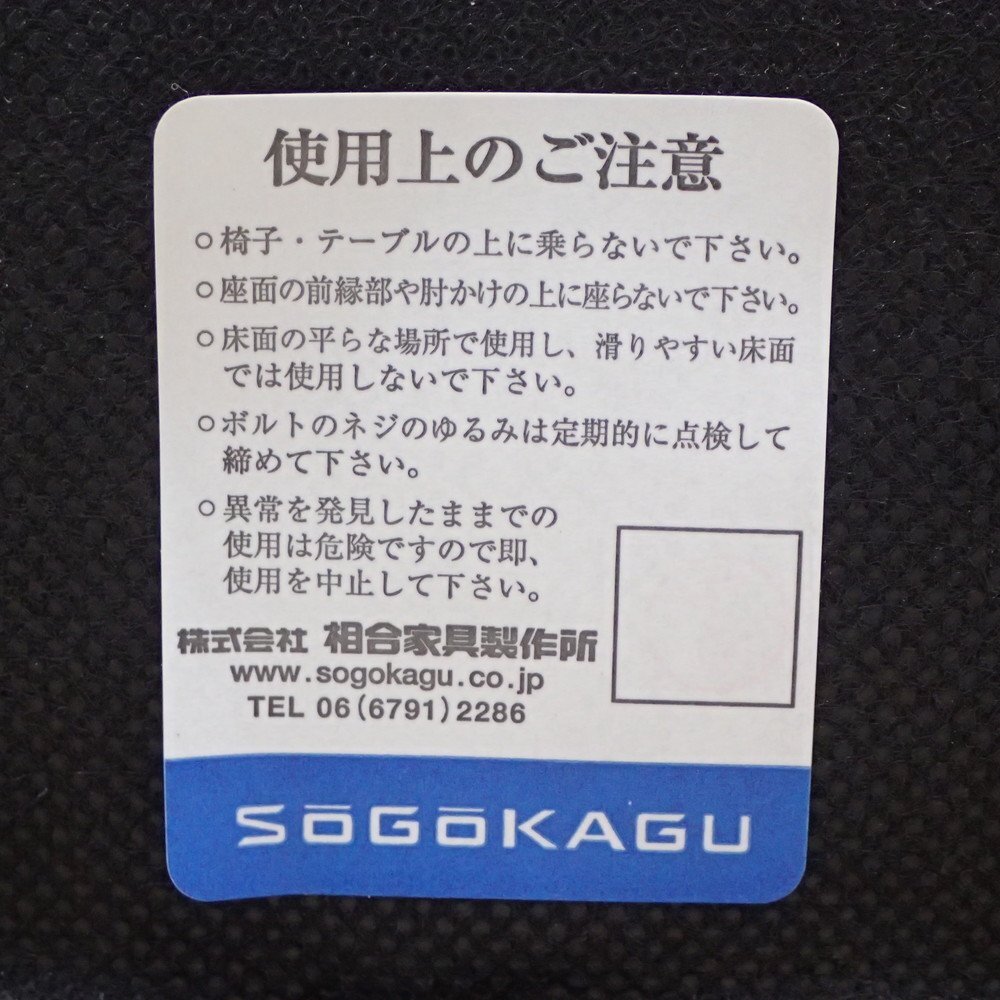 使用上のご注意
○椅子・テーブルの上に乗らないで下さい。
○座面の前縁部や肘かけの上に座らないで下さい。
○床面の平らな場所で使用し、滑りやすい床面
では使用しないで下さい。
○ボルトのネジのゆるみは定期的に点検して
締めて下さい。
○異常を発見したままでの
使用は危険ですので即、
使用を中止して下さい。
株式会社 相合家具製作所
www.sogokagu.co.jp
TEL 06(6791)2286
SōGōKAGU